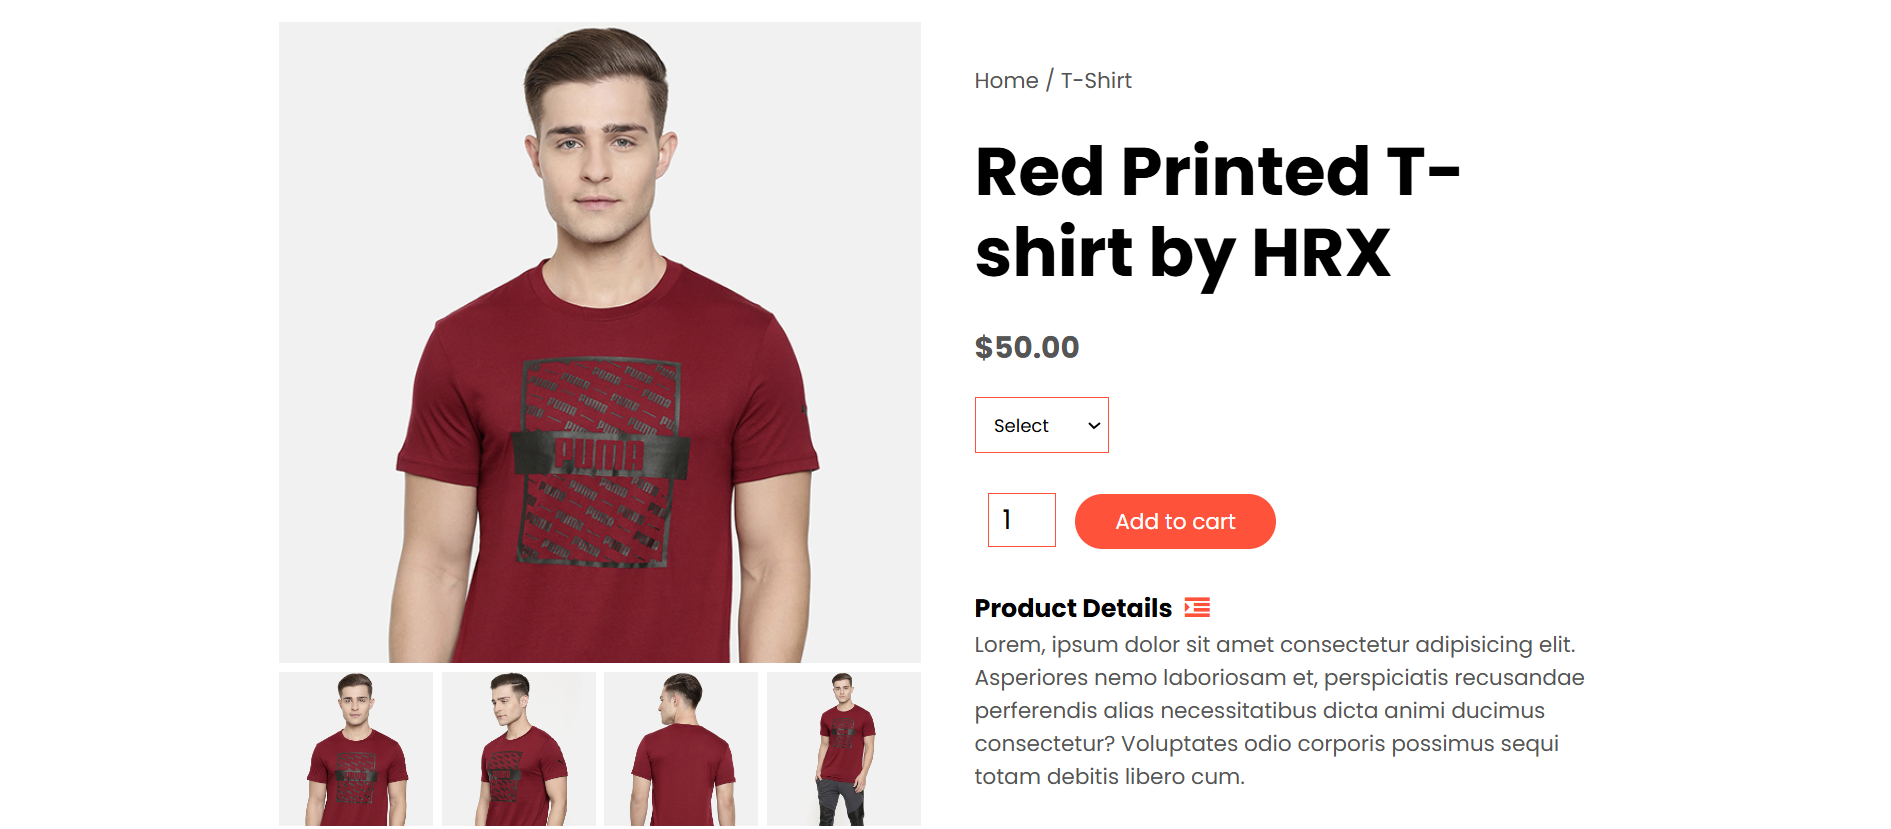 Home / T-Shirt
Red Printed T-
shirt by HRX
$50.00
Select
1
Add to cart
Product Details
Lorem, ipsum dolor sit amet consectetur adipisicing elit.
Asperiores nemo laboriosam et, perspiciatis recusandae
perferendis alias necessitatibus dicta animi ducimus
consectetur? Voluptates odio corporis possimus sequi
totam debitis libero cum.
PUMA